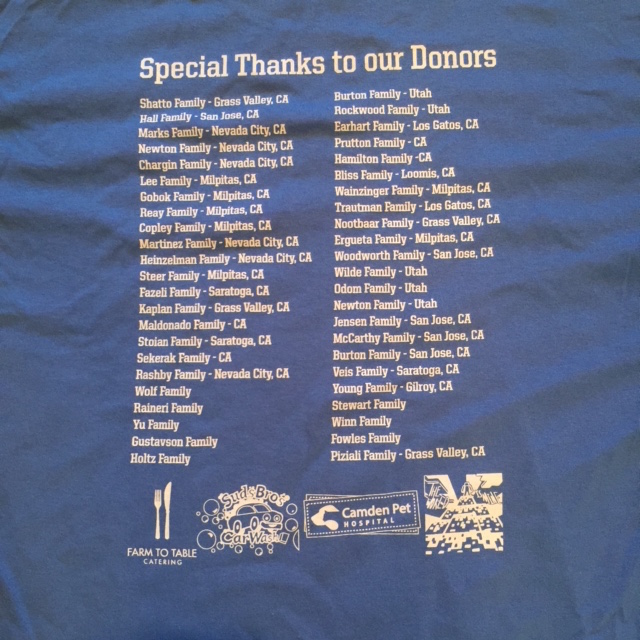 Special Thanks to our Donors
Shatto Family - Grass Valley, CA
Hall Family - San Jose, CA
Marks Family - Nevada City, CA
Newton Family - Nevada City, CA
Chargin Family - Nevada City, CA
Lee Family - Milpitas, CA
Gobok Family - Milpitas, CA
Reay Family - Milpitas, CA
Copley Family - Milpitas, CA
Martinez Family - Nevada City, CA
Heinzelman Family - Nevada City, CA
Steer Family - Milpitas, CA
Fazeli Family - Saratoga, CA
Kaplan Family - Grass Valley, CA
Maldonado Family - CA
Stoian Family - Saratoga, CA
Sekerak Family - CA
Rashby Family - Nevada City, CA
Wolf Family
Raineri Family
Yu Family
Gustavson Family
Holtz Family
Burton Family - Utah
Rockwood Family - Utah
Earhart Family - Los Gatos, CA
Prutton Family - CA
Hamilton Family -CA
Bliss Family - Loomis, CA
Wainzinger Family - Milpitas, CA
Trautman Family - Los Gatos, CA
Nootbaar Family - Grass Valley, CA
Ergueta Family - Milpitas, CA
Woodworth Family - San Jose, CA
Wilde Family - Utah
Odom Family - Utah
Newton Family - Utah
Jensen Family - San Jose, CA
McCarthy Family - San Jose, CA
Burton Family - San Jose, CA
Veis Family - Saratoga, CA
Young Family - Gilroy, CA
Stewart Family
Winn Family
Fowles Family
Piziali Family - Grass Valley, CA
FARM TO TABLE
CATERING
Sud*Bro's
Car Wash
Camden Pet
HOSPITAL